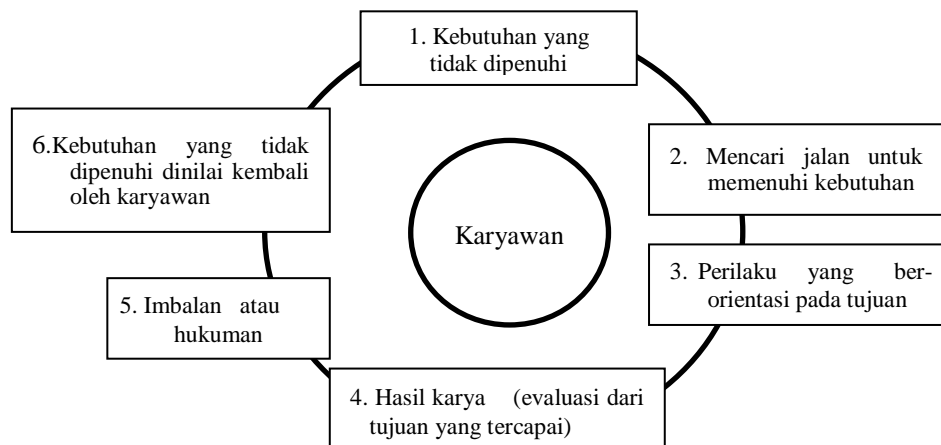 1. Kebutuhan yang
tidak dipenuhi
2. Mencari jalan untuk
memenuhi kebutuhan
3. Perilaku yang ber-
orientasi pada tujuan
4. Hasil karya (evaluasi dari
tujuan yang tercapai)
5. Imbalan atau
hukuman
6.Kebutuhan yang tidak
dipenuhi dinilai kembali
oleh karyawan
Karyawan